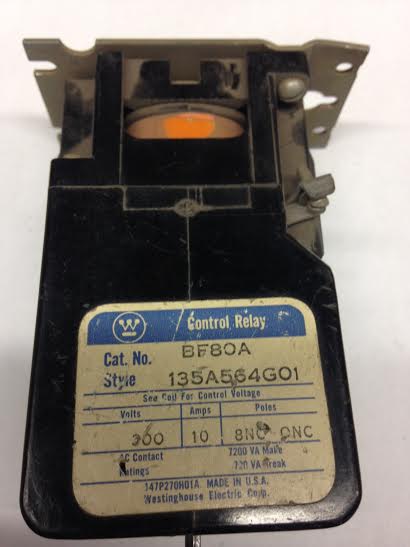 W
Control Relay
Cat. No. BF80A
Style 135A564G01
See Coil For Control Voltage
Volts Amps Poles
300 10 8NO 0NC
AC Contact 7200 VA Make
Ratings 720 VA Break
147P270H01A MADE IN U.S.A.
Westinghouse Electric Corp.